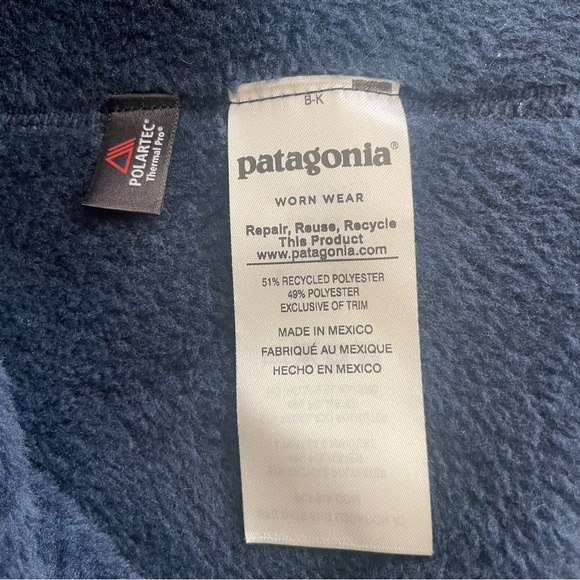 POLARTEC®
Thermal Pro®
B-K
patagonia®
WORN WEAR
Repair, Reuse, Recycle
This Product
www.patagonia.com
51% RECYCLED POLYESTER
49% POLYESTER
EXCLUSIVE OF TRIM
MADE IN MEXICO
FABRIQUÉ AU MEXIQUE
HECHO EN MEXICO